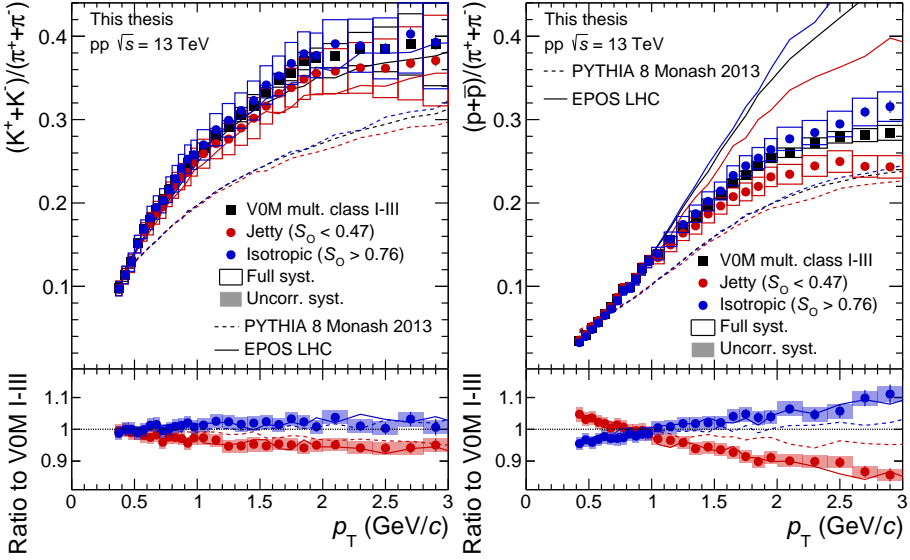 This thesis
pp √s = 13 TeV
(K⁺+K⁻)/(π⁺+π⁻)
0.4
0.3
0.2
0.1
V0M mult. class I-III
Jetty (S_O < 0.47)
Isotropic (S_O > 0.76)
Full syst.
Uncorr. syst.
PYTHIA 8 Monash 2013
EPOS LHC
Ratio to V0M I-III
1.1
1
0.9
0 0.5 1 1.5 2 2.5 3
p_T (GeV/c)
This thesis
pp √s = 13 TeV
PYTHIA 8 Monash 2013
EPOS LHC
(p+p̅)/(π⁺+π⁻)
0.4
0.3
0.2
0.1
V0M mult. class I-III
Jetty (S_O < 0.47)
Isotropic (S_O > 0.76)
Full syst.
Uncorr. syst.
Ratio to V0M I-III
1.1
1
0.9
0 0.5 1 1.5 2 2.5 3
p_T (GeV/c)